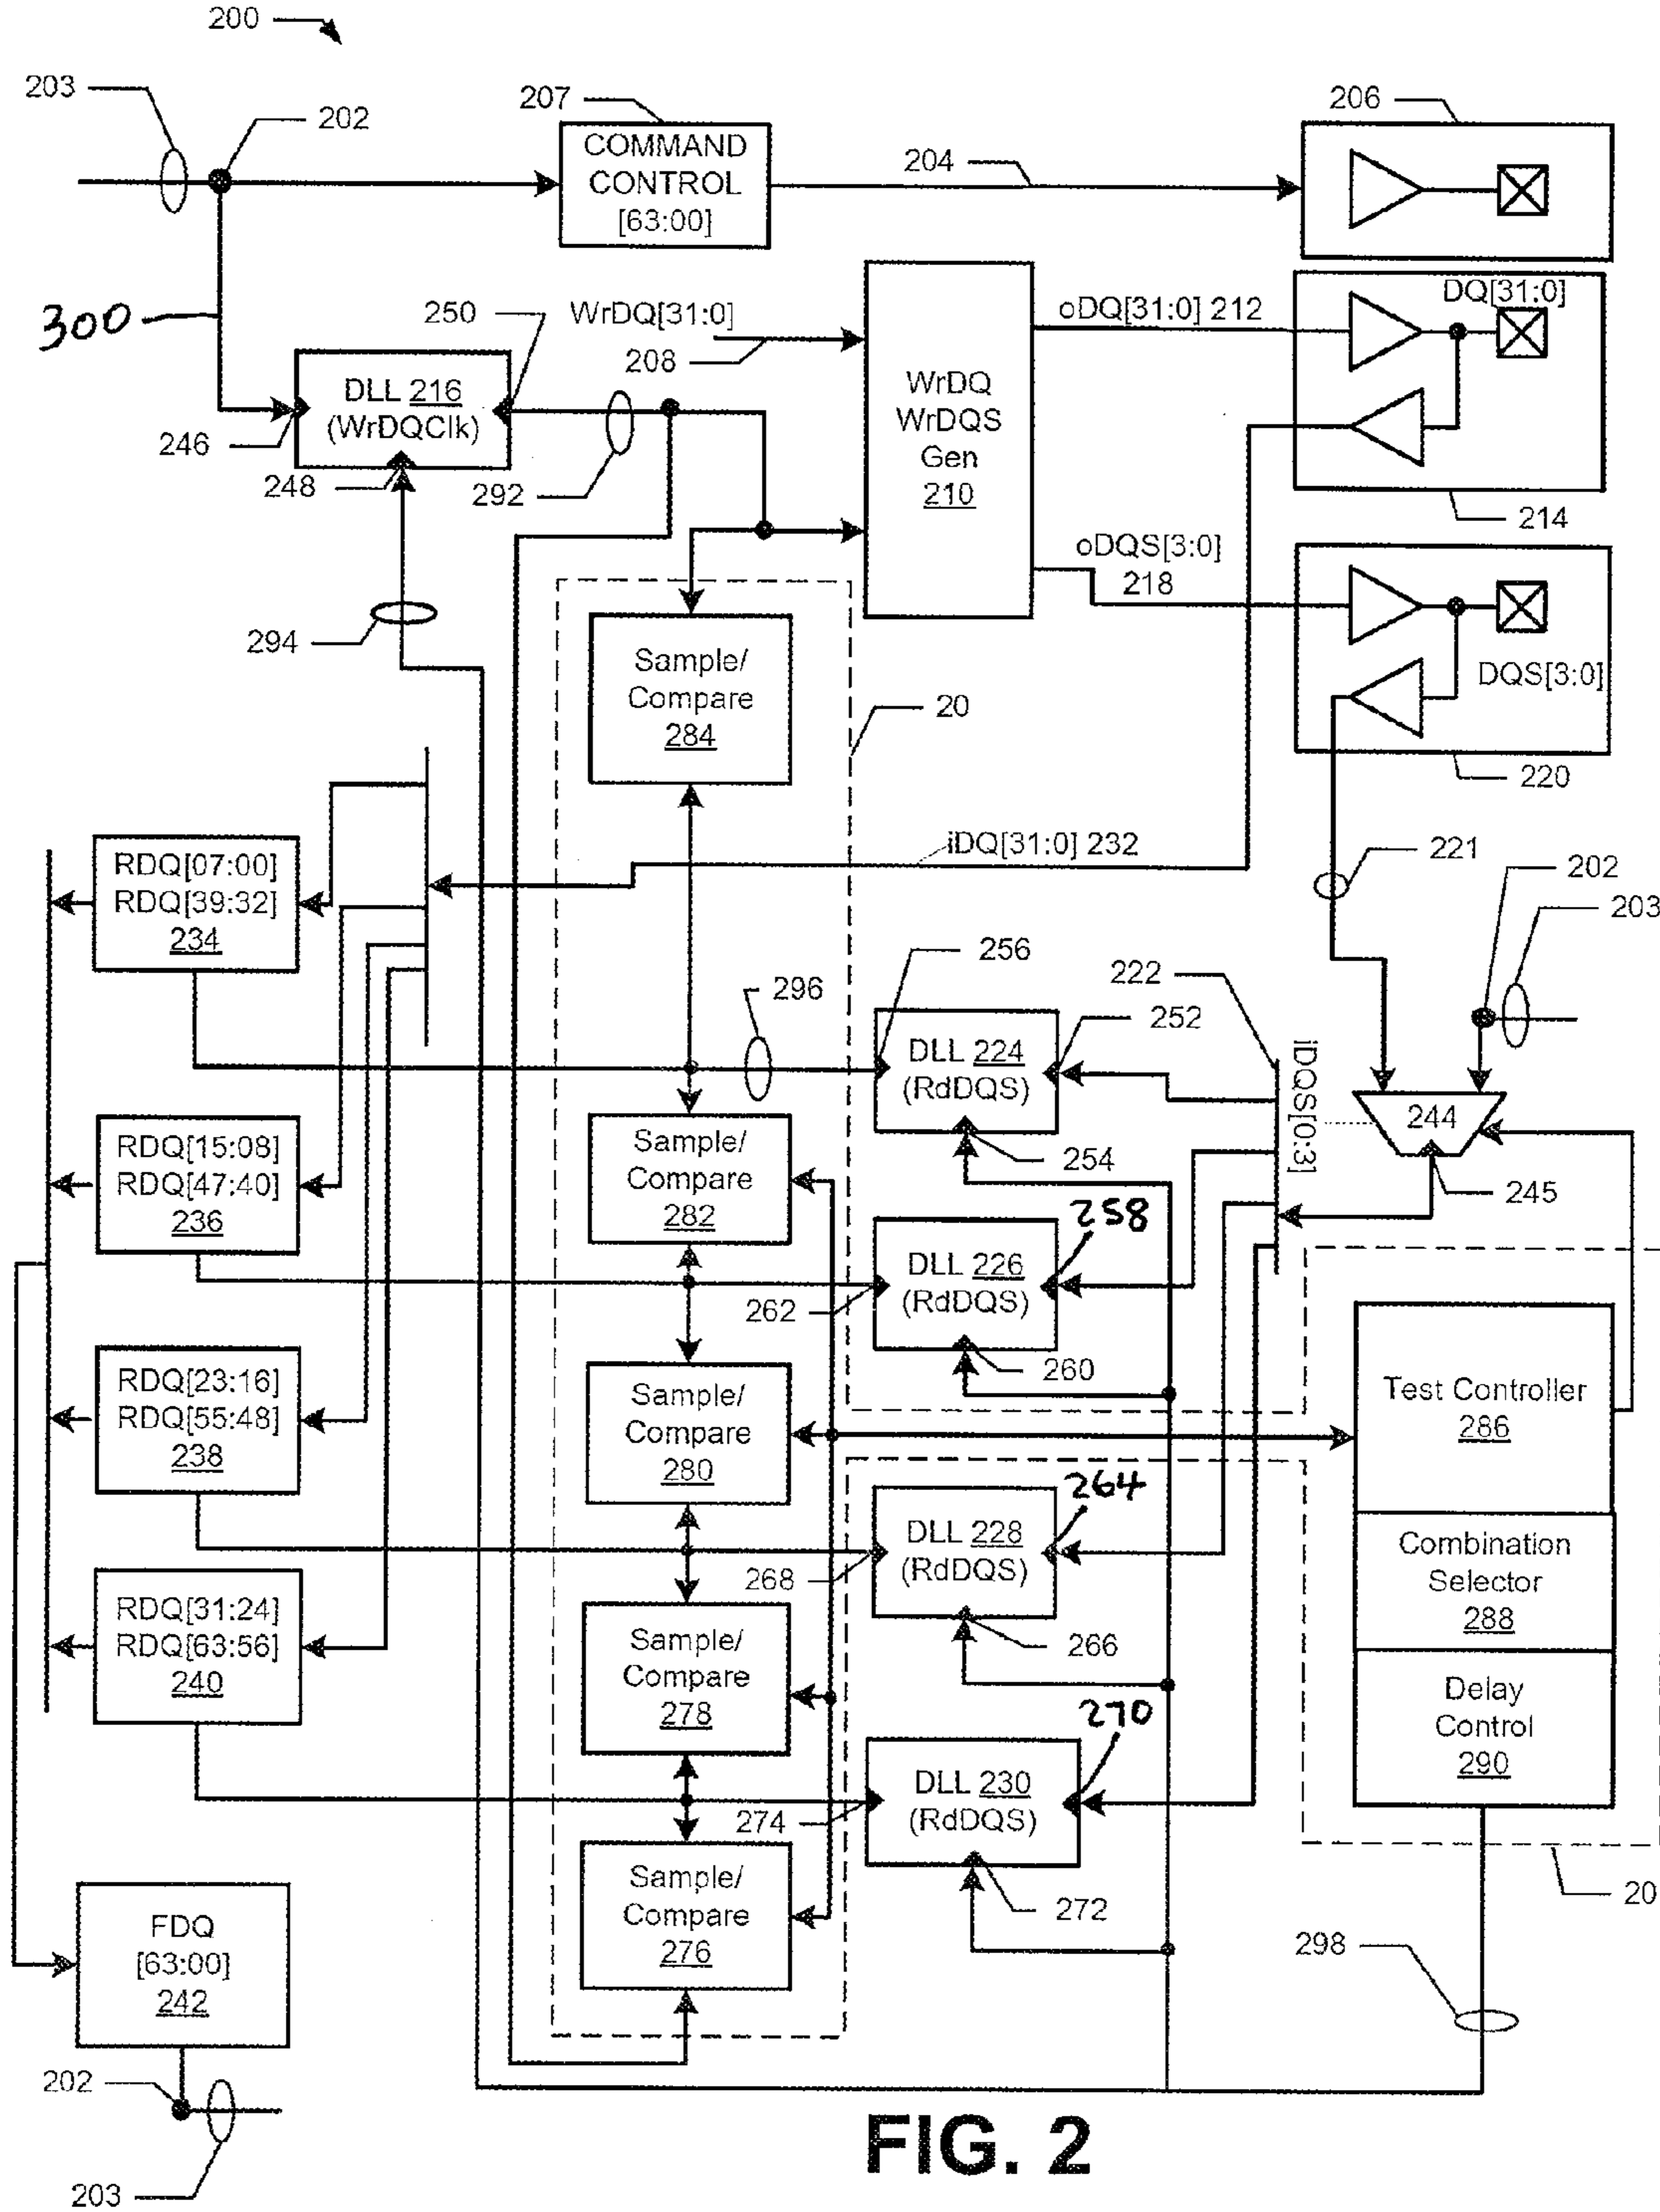 200
203
202
207
COMMAND
CONTROL
[63:00]
204
206
300
250
WrDQ[31:0]
208
oDQ[31:0] 212
DQ[31:0]
DLL 216
(WrDQClk)
246
248
292
WrDQ
WrDQS
Gen
210
214
oDQS[3:0]
218
294
Sample/
Compare
284
20
DQS[3:0]
220
iDQ[31:0] 232
221
202
203
RDQ[07:00]
RDQ[39:32]
234
296
256
222
252
DLL 224
(RdDQS)
iDQS[0:3]
244
254
245
RDQ[15:08]
RDQ[47:40]
236
Sample/
Compare
282
258
DLL 226
(RdDQS)
262
260
RDQ[23:16]
RDQ[55:48]
238
Sample/
Compare
280
Test Controller
286
264
DLL 228
(RdDQS)
268
266
Combination
Selector
288
RDQ[31:24]
RDQ[63:56]
240
Sample/
Compare
278
270
Delay
Control
290
DLL 230
(RdDQS)
274
272
20
Sample/
Compare
276
FDQ
[63:00]
242
298
202
203
FIG. 2